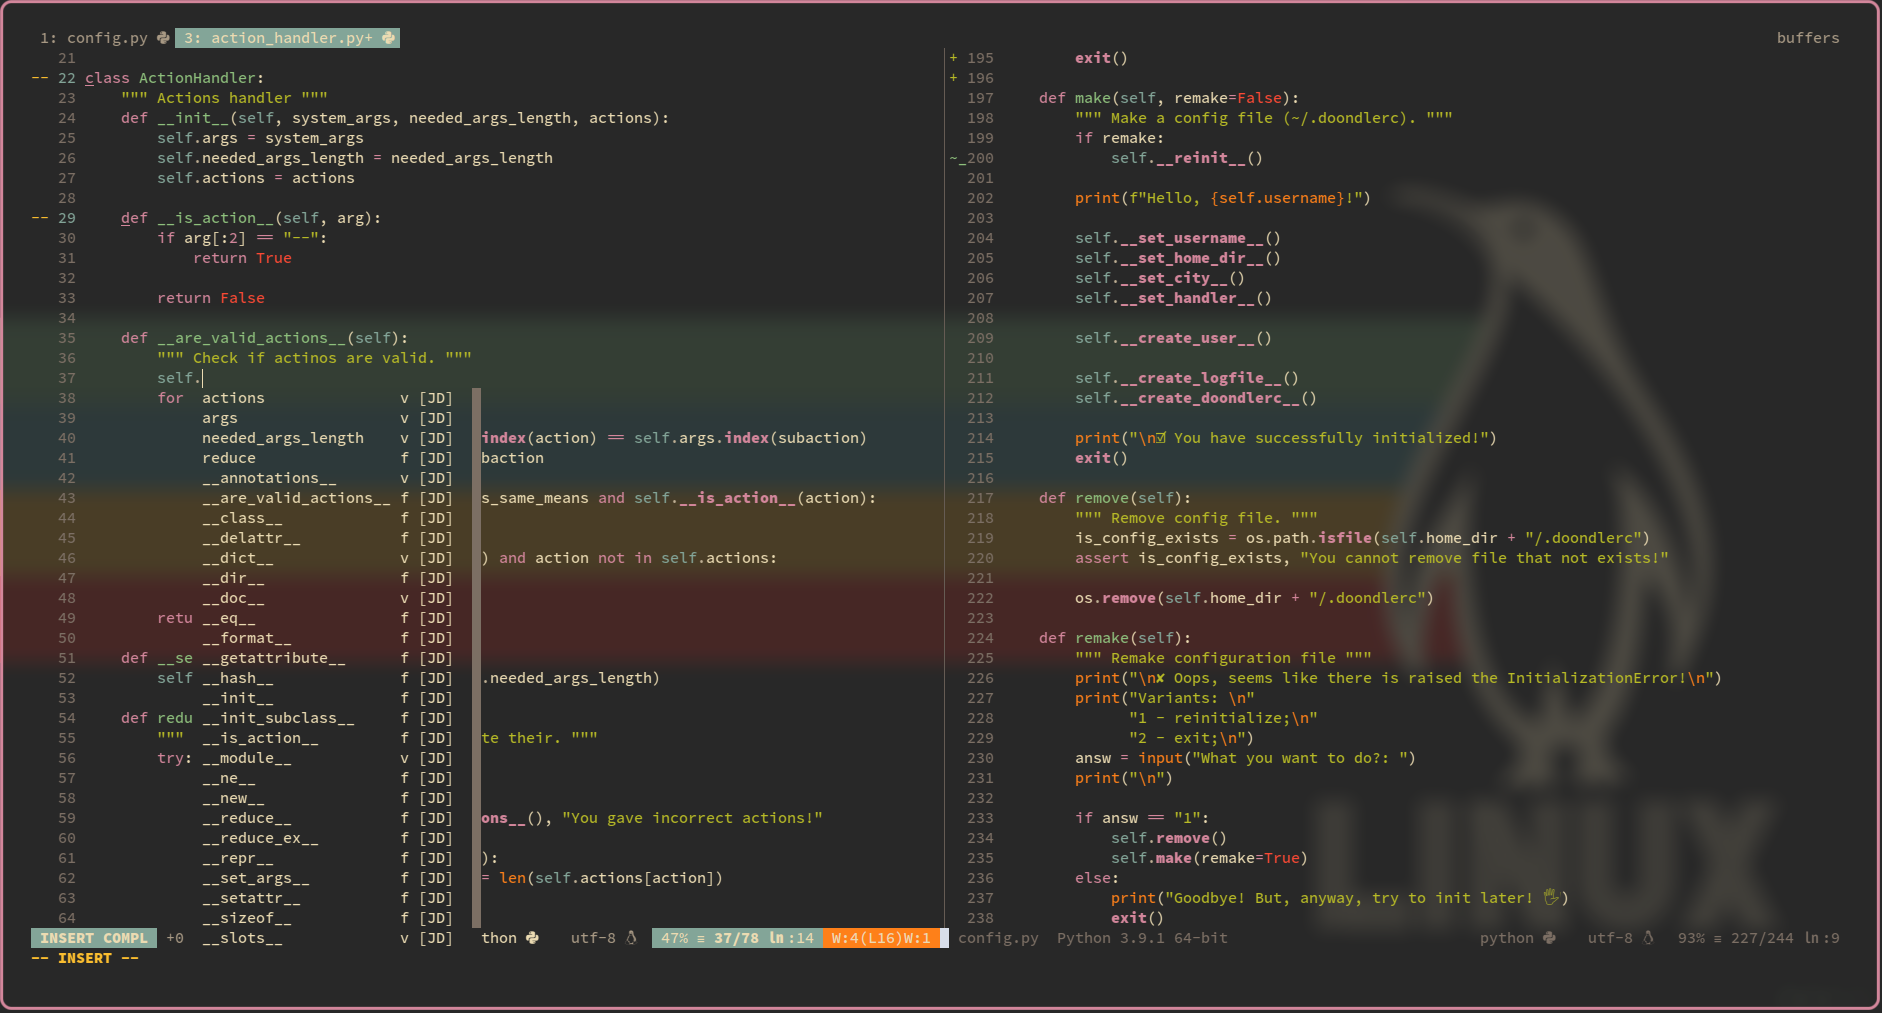 1: config.py 3: action_handler.py+ buffers
21
-- 22 class ActionHandler:
23     """ Actions handler """
24     def __init__(self, system_args, needed_args_length, actions):
25         self.args = system_args
26         self.needed_args_length = needed_args_length
27         self.actions = actions
28
-- 29     def __is_action__(self, arg):
30         if arg[:2] == "--":
31             return True
32
33         return False
34
35     def __are_valid_actions__(self):
36         """ Check if actinos are valid. """
37         self.
38         for  actions v [JD]
39              args v [JD]
40              needed_args_length v [JD] index(action) == self.args.index(subaction)
41              reduce f [JD] baction
42              __annotations__ v [JD]
43              __are_valid_actions__ f [JD] s_same_means and self.__is_action__(action):
44              __class__ f [JD]
45              __delattr__ f [JD]
46              __dict__ v [JD] ) and action not in self.actions:
47              __dir__ f [JD]
48              __doc__ v [JD]
49         retu __eq__ f [JD]
50              __format__ f [JD]
51     def __se __getattribute__ f [JD]
52         self __hash__ f [JD] .needed_args_length)
53              __init__ f [JD]
54     def redu __init_subclass__ f [JD]
55         """  __is_action__ f [JD] te their. """
56         try: __module__ v [JD]
57              __ne__ f [JD]
58              __new__ f [JD]
59              __reduce__ f [JD] ons__(), "You gave incorrect actions!"
60              __reduce_ex__ f [JD]
61              __repr__ f [JD] ):
62              __set_args__ f [JD] = len(self.actions[action])
63              __setattr__ f [JD]
64              __sizeof__ f [JD]
INSERT COMPL +0 __slots__ v [JD] thon utf-8 47% ≡ 37/78 ln:14 W:4(L16)W:1
-- INSERT --
+ 195         exit()
+ 196
197     def make(self, remake=False):
198         """ Make a config file (~/.doondlerc). """
199         if remake:
~_200             self.__reinit__()
201
202         print(f"Hello, {self.username}!")
203
204         self.__set_username__()
205         self.__set_home_dir__()
206         self.__set_city__()
207         self.__set_handler__()
208
209         self.__create_user__()
210
211         self.__create_logfile__()
212         self.__create_doondlerc__()
213
214         print("\n☑ You have successfully initialized!")
215         exit()
216
217     def remove(self):
218         """ Remove config file. """
219         is_config_exists = os.path.isfile(self.home_dir + "/.doondlerc")
220         assert is_config_exists, "You cannot remove file that not exists!"
221
222         os.remove(self.home_dir + "/.doondlerc")
223
224     def remake(self):
225         """ Remake configuration file """
226         print("\n✘ Oops, seems like there is raised the InitializationError!\n")
227         print("Variants: \n"
228               "1 - reinitialize;\n"
229               "2 - exit;\n")
230         answ = input("What you want to do?: ")
231         print("\n")
232
233         if answ == "1":
234             self.remove()
235             self.make(remake=True)
236         else:
237             print("Goodbye! But, anyway, try to init later! 🖐")
238             exit()
config.py Python 3.9.1 64-bit python utf-8 93% ≡ 227/244 ln:9
LINUX